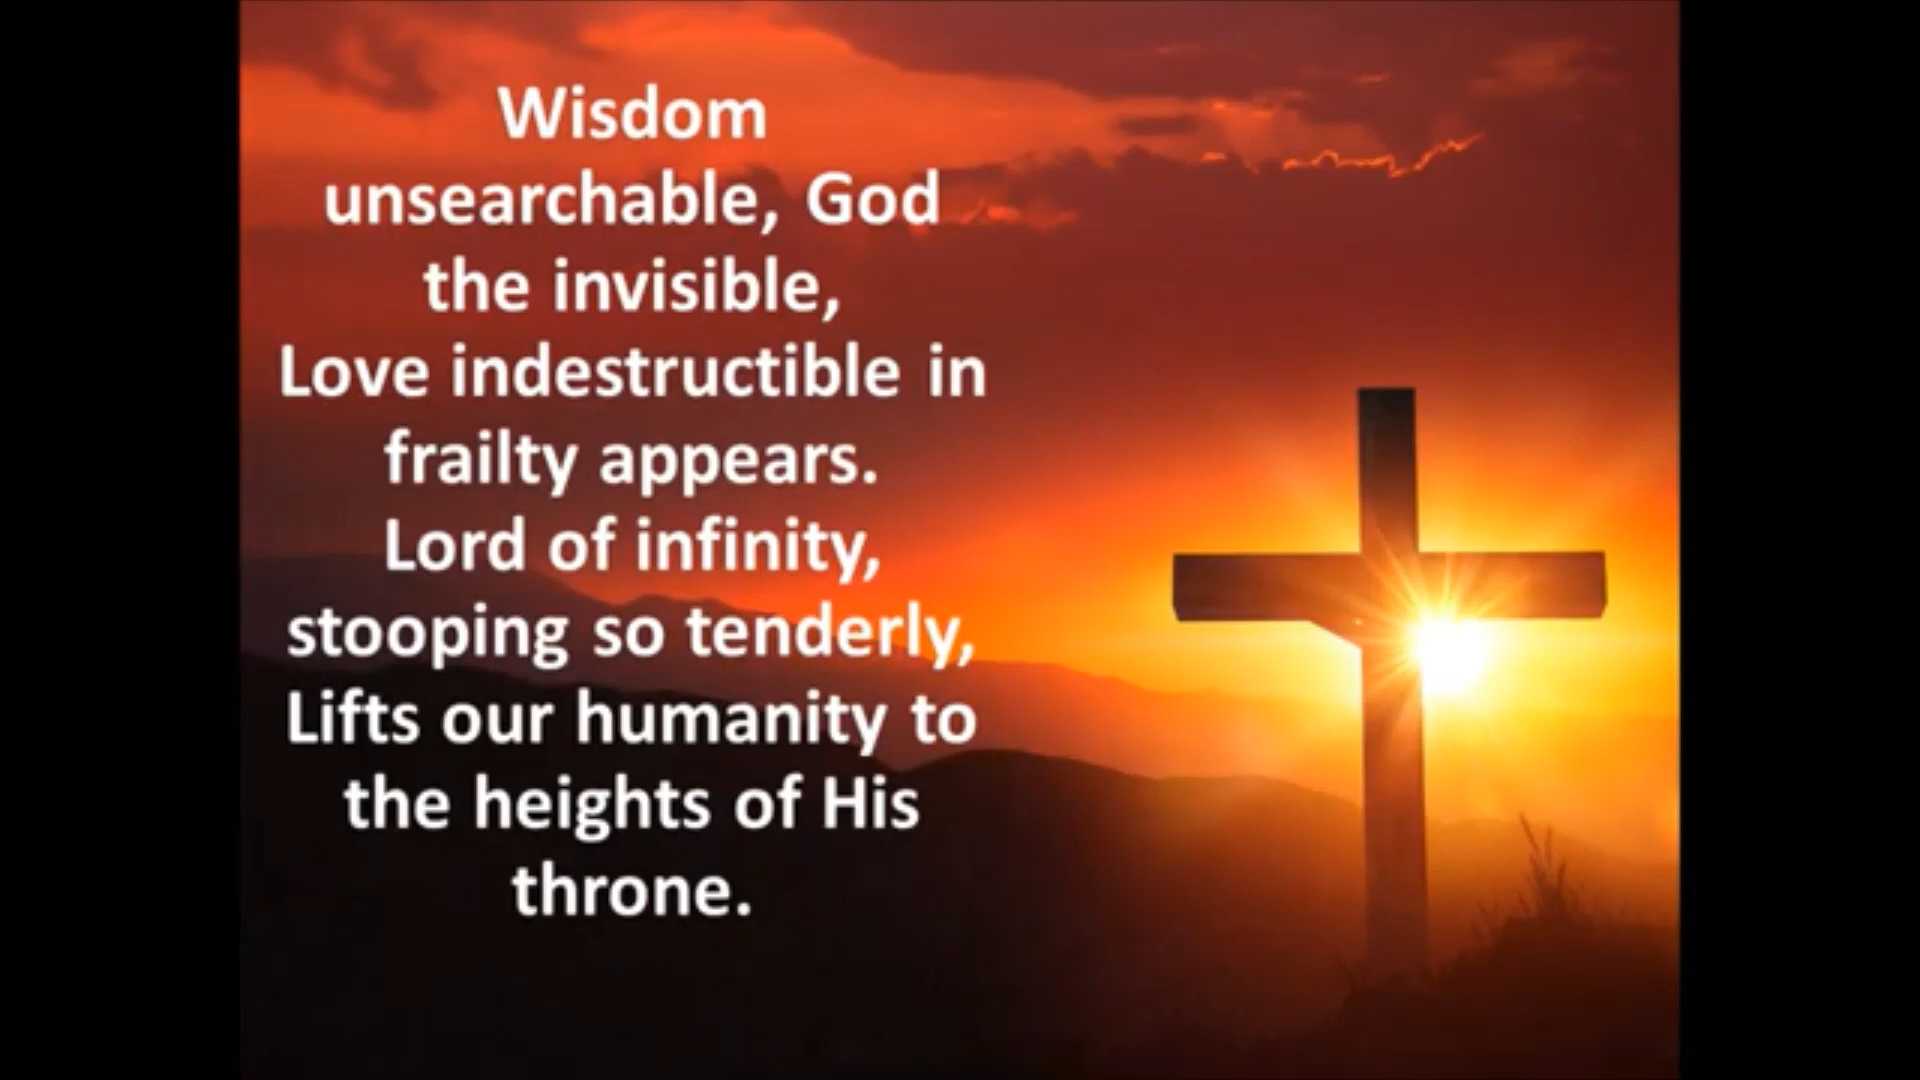 Wisdom
unsearchable, God
the invisible,
Love indestructible in
frailty appears.
Lord of infinity,
stooping so tenderly,
Lifts our humanity to
the heights of His
throne.